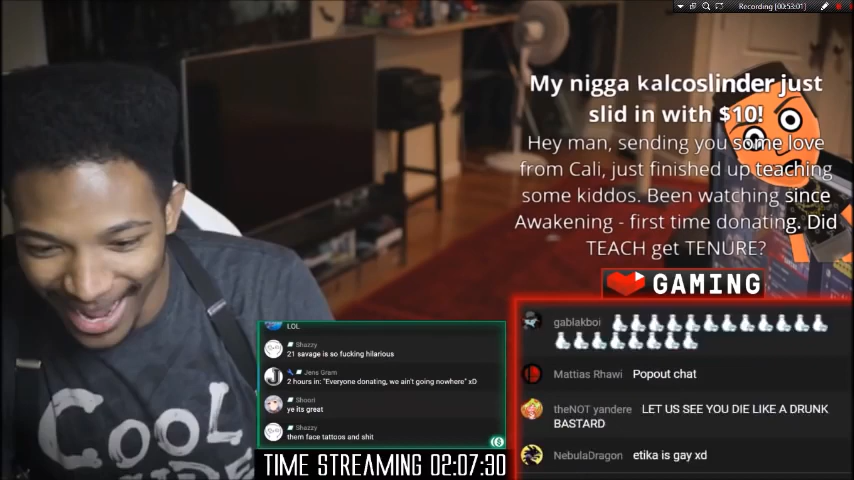 Recording [00:53:01]
My nigga kalcoslinder just
slid in with $10!
Hey man, sending you some love
from Cali, just finished up teaching
some kiddos. Been watching since
Awakening - first time donating. Did
TEACH get TENURE?
GAMING
LOL
Shazzy
21 savage is so fucking hilarious
Jens Gram
2 hours in: "Everyone donating, we ain't going nowhere" xD
Shoori
ye its great
Shazzy
them face tattoos and shit
TIME STREAMING 02:07:30
gablakboi
Mattias Rhawi Popout chat
theNOT yandere LET US SEE YOU DIE LIKE A DRUNK
BASTARD
NebulaDragon etika is gay xd
COOL